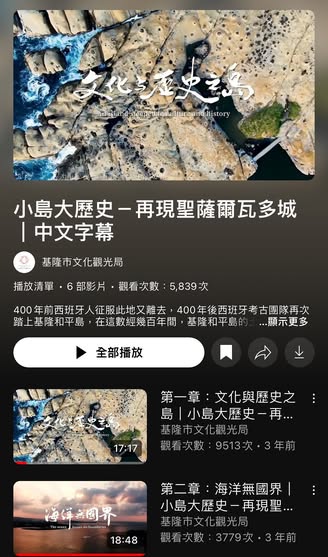 文化與歷史之島
An island steeped in culture and history
小島大歷史－再現聖薩爾瓦多城
｜中文字幕
基隆市文化觀光局
播放清單・6 部影片・觀看次數：5,839 次
400 年前西班牙人征服此地又離去，400 年後西班牙考古團隊再次
踏上基隆和平島，在這數經幾百年間，基隆和平島的
...顯示更多
全部播放
文化與歷史之島
17:17
第一章：文化與歷史之
島｜小島大歷史－再...
基隆市文化觀光局
觀看次數：9513 次・3 年前
海洋無國界
18:48
第二章：海洋無國界｜
小島大歷史－再現聖...
基隆市文化觀光局
觀看次數：3779 次・3 年前